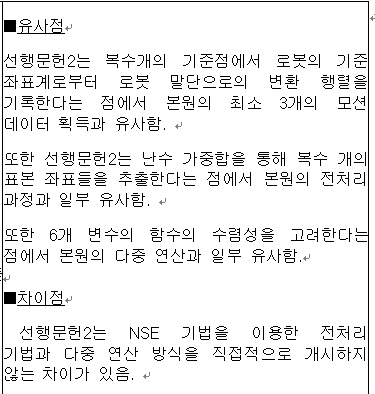 ■유사점
선행문헌2는 복수개의 기준점에서 로봇의 기준
좌표계로부터 로봇 말단으로의 변환 행렬을
기록한다는 점에서 본원의 최소 3개의 모션
데이터 획득과 유사함.
또한 선행문헌2는 난수 가중합을 통해 복수 개의
표본 좌표들을 추출한다는 점에서 본원의 전처리
과정과 일부 유사함.
또한 6개 변수의 함수의 수렴성을 고려한다는
점에서 본원의 다중 연산과 일부 유사함.
■차이점
선행문헌2는 NSE 기법을 이용한 전처리
기법과 다중 연산 방식을 직접적으로 개시하지
않는 차이가 있음.